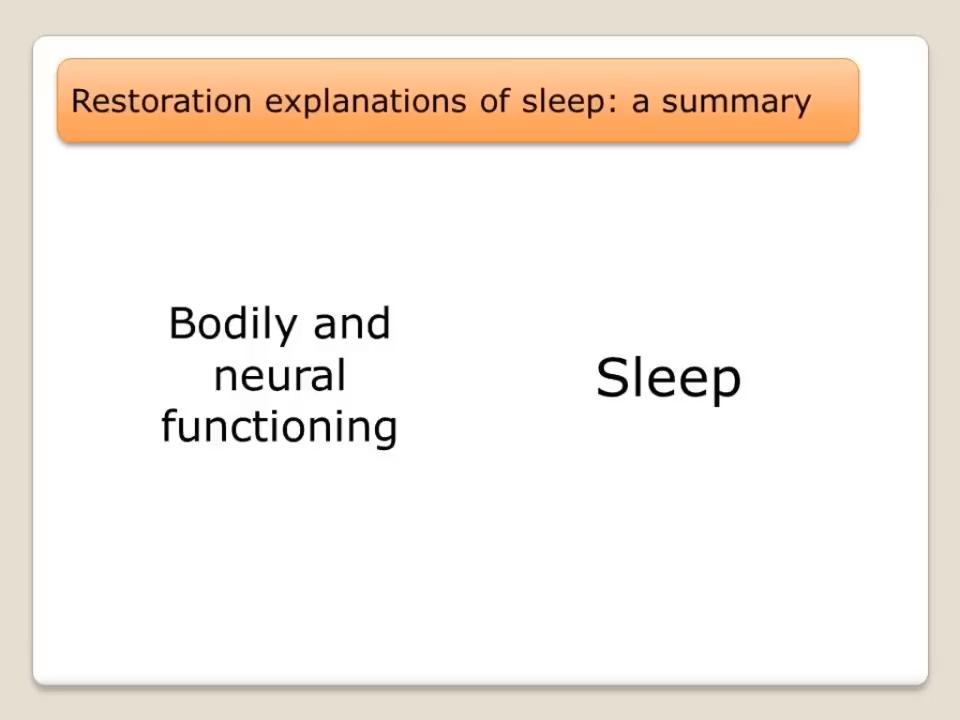 Restoration explanations of sleep: a summary
Bodily and
neural
functioning
Sleep